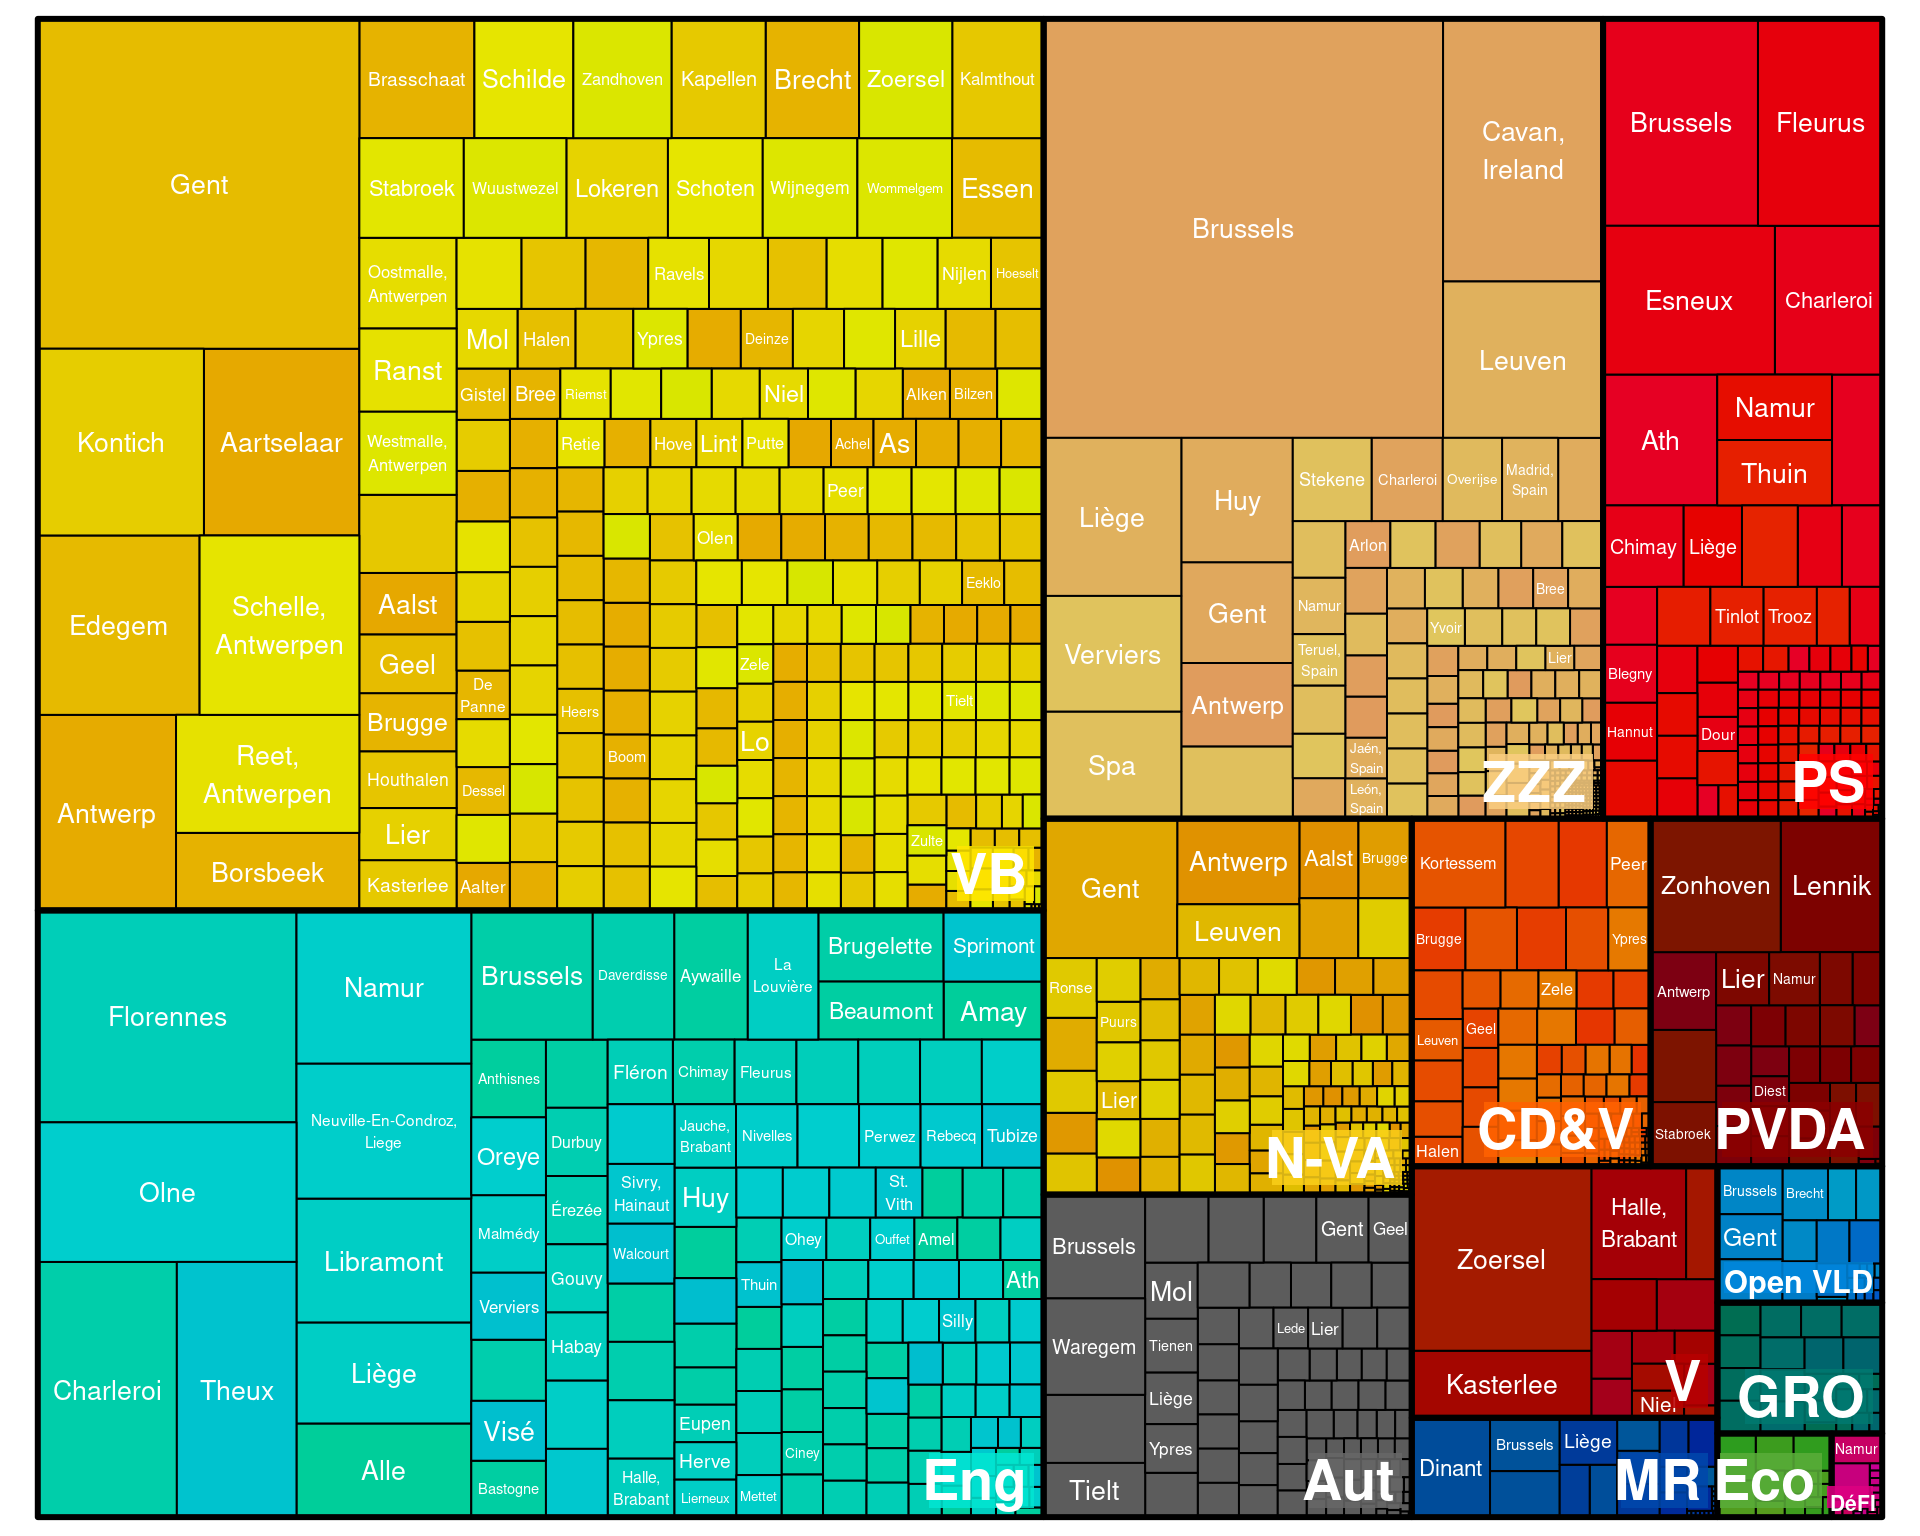 Gent
Brasschaat
Schilde
Zandhoven
Kapellen
Brecht
Zoersel
Kalmthout
Stabroek
Wuustwezel
Lokeren
Schoten
Wijnegem
Wommelgem
Essen
Oostmalle,
Antwerpen
Ravels
Nijlen
Hoeselt
Mol
Halen
Ypres
Deinze
Lille
Ranst
Gistel
Bree
Riemst
Niel
Alken
Bilzen
Kontich
Aartselaar
Westmalle,
Antwerpen
Retie
Hove
Lint
Putte
Achel
As
Peer
Olen
Eeklo
Edegem
Schelle,
Antwerpen
Aalst
Geel
De
Panne
Zele
Tielt
Heers
Brugge
Lo
Boom
Antwerp
Reet,
Antwerpen
Houthalen
Dessel
Lier
Zulte
Borsbeek
Kasterlee
Aalter
VB
Brussels
Cavan,
Ireland
Leuven
Liège
Huy
Stekene
Charleroi
Overijse
Madrid,
Spain
Arlon
Bree
Gent
Namur
Yvoir
Verviers
Teruel,
Spain
Lier
Antwerp
Spa
Jaén,
Spain
León,
Spain
ZZZ
Brussels
Fleurus
Esneux
Charleroi
Ath
Namur
Thuin
Chimay
Liège
Tinlot
Trooz
Blegny
Hannut
Dour
PS
Florennes
Namur
Brussels
Daverdisse
Aywaille
La
Louvière
Brugelette
Sprimont
Beaumont
Amay
Neuville-En-Condroz,
Liege
Anthisnes
Fléron
Chimay
Fleurus
Durbuy
Jauche,
Brabant
Nivelles
Perwez
Rebecq
Tubize
Olne
Oreye
Sivry,
Hainaut
Huy
St.
Vith
Érezée
Libramont
Malmédy
Walcourt
Ohey
Ouffet
Amel
Gouvy
Thuin
Ath
Verviers
Silly
Charleroi
Theux
Liège
Habay
Visé
Eupen
Ciney
Alle
Herve
Bastogne
Halle,
Brabant
Lierneux
Mettet
Eng
Gent
Antwerp
Aalst
Brugge
Leuven
Ronse
Puurs
Lier
N-VA
Kortessem
Peer
Brugge
Ypres
Zele
Leuven
Geel
Halen
CD&V
Zonhoven
Lennik
Antwerp
Lier
Namur
Diest
Stabroek
PVDA
Brussels
Gent
Geel
Mol
Waregem
Tienen
Lede
Lier
Liège
Ypres
Tielt
Aut
Zoersel
Halle,
Brabant
Kasterlee
V
Brussels
Brecht
Gent
Open VLD
GRO
Dinant
Brussels
Liège
MR
Eco
Namur
DéFI